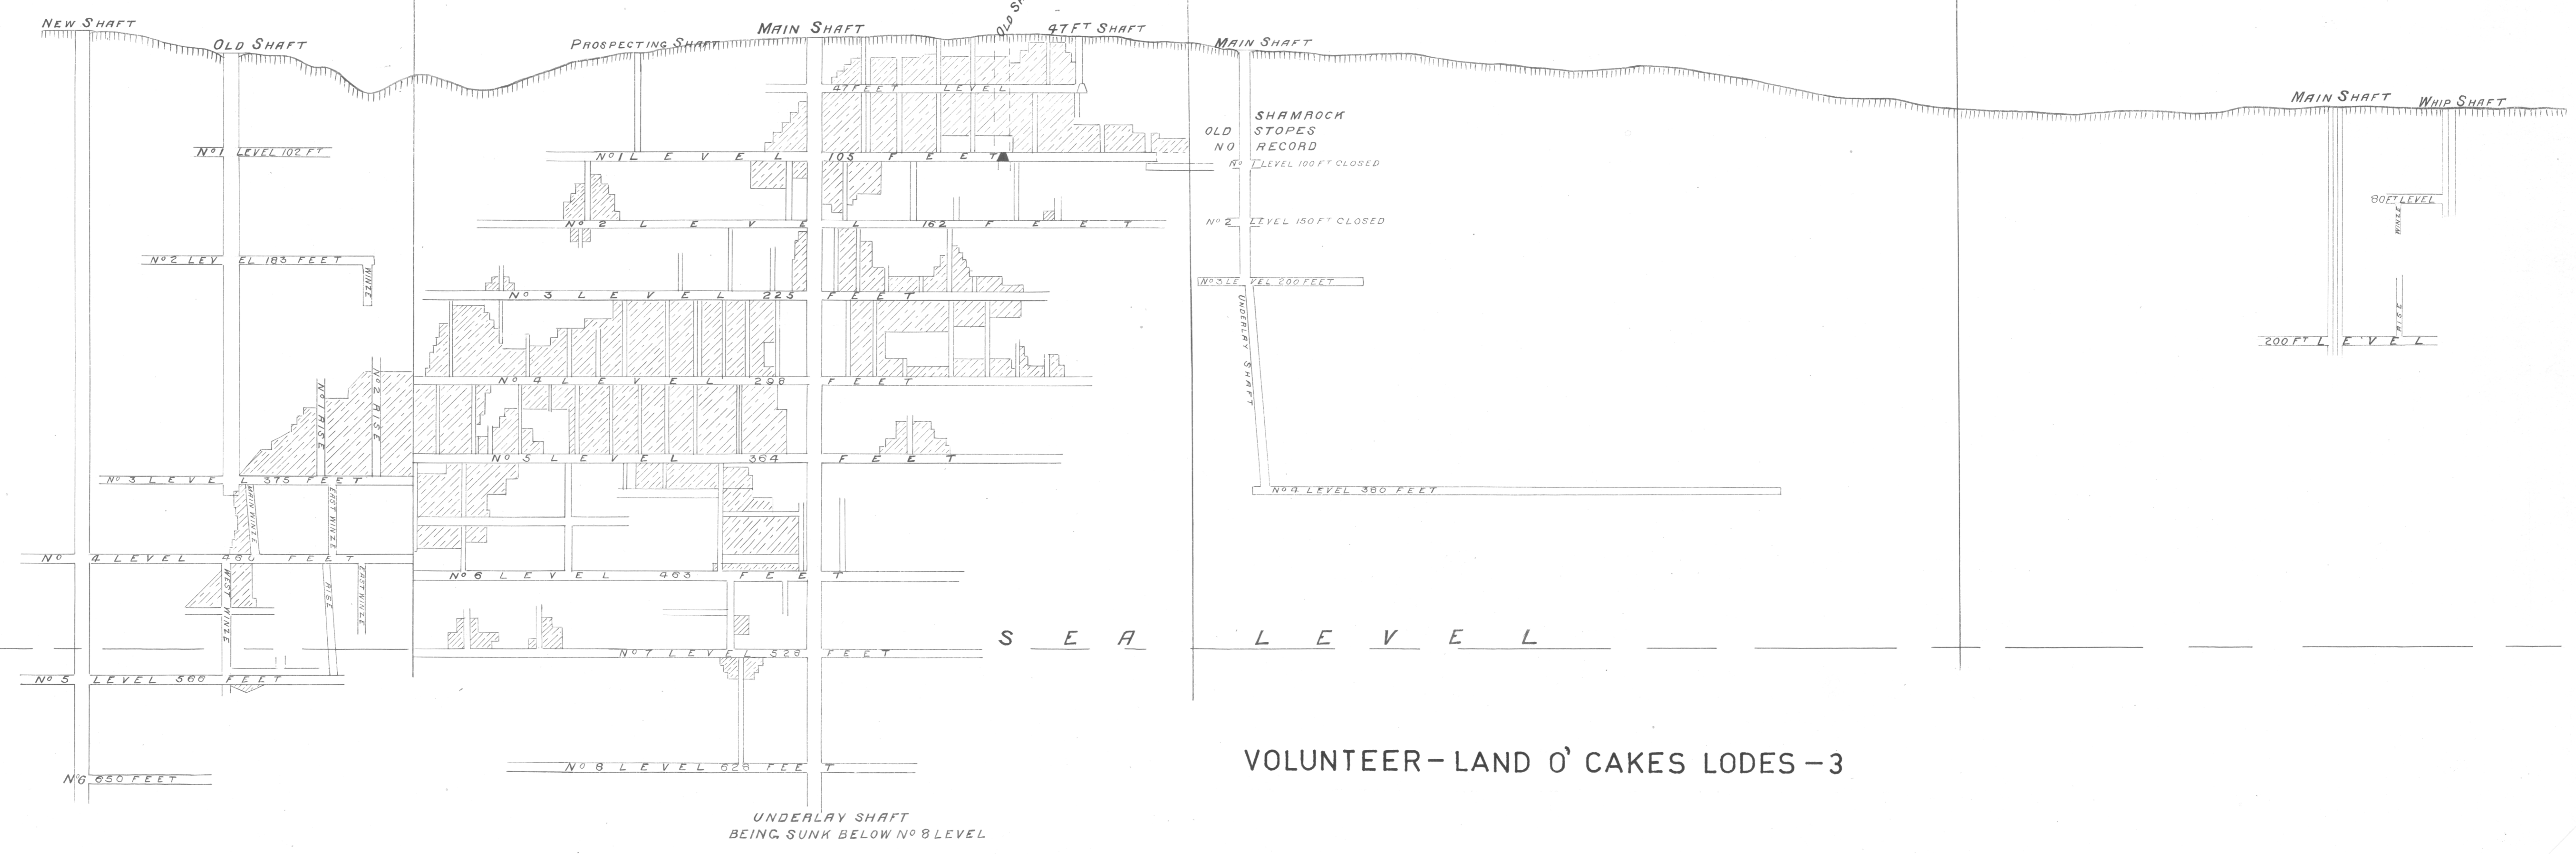 NEW SHAFT
OLD SHAFT
PROSPECTING SHAFT
MAIN SHAFT
47 FT SHAFT
MAIN SHAFT
MAIN SHAFT
WHIP SHAFT
47 FEET LEVEL
SHAMROCK
OLD STOPES
NO RECORD
No 1 LEVEL 102 FT
No 1 LEVEL 105 FEET
No 1 LEVEL 100 FT CLOSED
80 FT LEVEL
WINZE
No 2 LEVEL 162 FEET
No 2 LEVEL 150 FT CLOSED
No 2 LEVEL 183 FEET
WINZE
No 3 LEVEL 225 FEET
No 3 LEVEL 200 FEET
UNDERLAY SHAFT
RISE
200 FT LEVEL
No 1 RISE
No 2 RISE
No 4 LEVEL 298 FEET
No 5 LEVEL 364 FEET
No 3 LEVEL 375 FEET
No 4 LEVEL 380 FEET
MAIN WINZE
EAST WINZE
No 4 LEVEL FEET
No 6 LEVEL 463 FEET
WEST WINZE
RISE
EAST WINZE
SEA LEVEL
No 7 LEVEL 528 FEET
No 5 LEVEL 566 FEET
No 8 LEVEL 628 FEET
No 6 650 FEET
VOLUNTEER – LAND O' CAKES LODES – 3
UNDERLAY SHAFT
BEING SUNK BELOW No 8 LEVEL